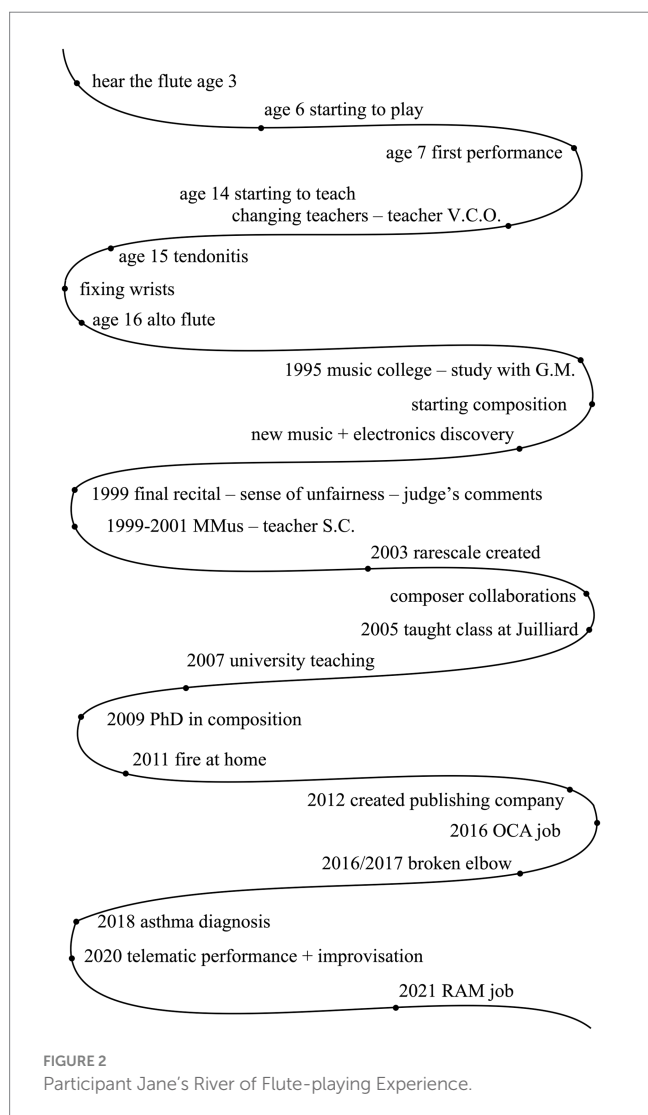 hear the flute age 3
age 6 starting to play
age 7 first performance
age 14 starting to teach
changing teachers – teacher V.C.O.
age 15 tendonitis
fixing wrists
age 16 alto flute
1995 music college – study with G.M.
starting composition
new music + electronics discovery
1999 final recital – sense of unfairness – judge's comments
1999-2001 MMus – teacher S.C.
2003 rarescale created
composer collaborations
2005 taught class at Juilliard
2007 university teaching
2009 PhD in composition
2011 fire at home
2012 created publishing company
2016 OCA job
2016/2017 broken elbow
2018 asthma diagnosis
2020 telematic performance + improvisation
2021 RAM job
FIGURE 2
Participant Jane's River of Flute-playing Experience.